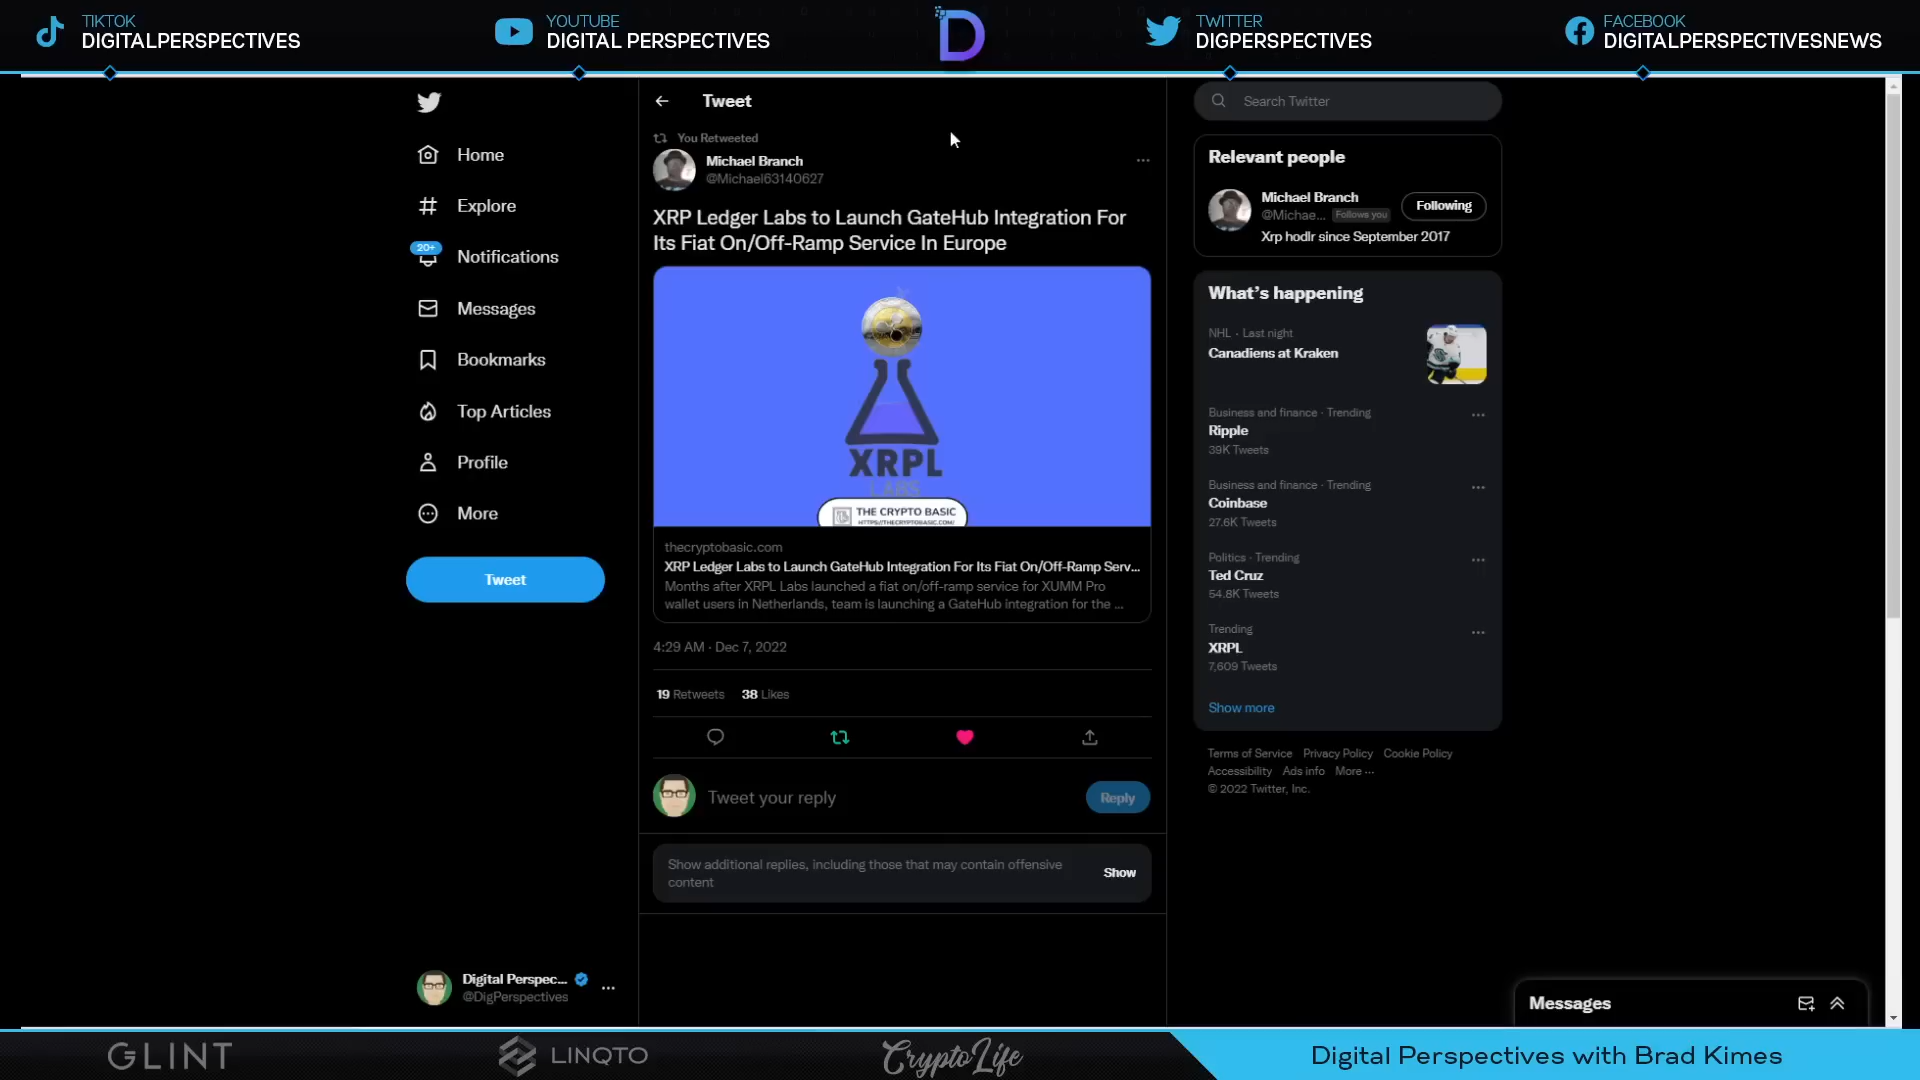 TIKTOK
DIGITALPERSPECTIVES
YOUTUBE
DIGITAL PERSPECTIVES
D
TWITTER
DIGPERSPECTIVES
FACEBOOK
DIGITALPERSPECTIVESNEWS
Home
Explore
20+
Notifications
Messages
Bookmarks
Top Articles
Profile
More
Tweet
Digital Perspec...
@DigPerspectives
Tweet
You Retweeted
Michael Branch
@Michael63140627
XRP Ledger Labs to Launch GateHub Integration For
Its Fiat On/Off-Ramp Service In Europe
XRPL
LABS
THE CRYPTO BASIC
HTTPS://THECRYPTOBASIC.COM/
thecryptobasic.com
XRP Ledger Labs to Launch GateHub Integration For Its Fiat On/Off-Ramp Serv...
Months after XRPL Labs launched a fiat on/off-ramp service for XUMM Pro
wallet users in Netherlands, team is launching a GateHub integration for the ...
4:29 AM · Dec 7, 2022
19 Retweets 38 Likes
Tweet your reply
Reply
Show additional replies, including those that may contain offensive
content
Show
Search Twitter
Relevant people
Michael Branch
@Michae... Follows you
Following
Xrp hodlr since September 2017
What's happening
NHL · Last night
Canadiens at Kraken
Business and finance · Trending
Ripple
39K Tweets
Business and finance · Trending
Coinbase
27.6K Tweets
Politics · Trending
Ted Cruz
54.8K Tweets
Trending
XRPL
7,609 Tweets
Show more
Terms of Service Privacy Policy Cookie Policy
Accessibility Ads info More ...
© 2022 Twitter, Inc.
Messages
GLINT
LINQTO
CryptoLife
Digital Perspectives with Brad Kimes